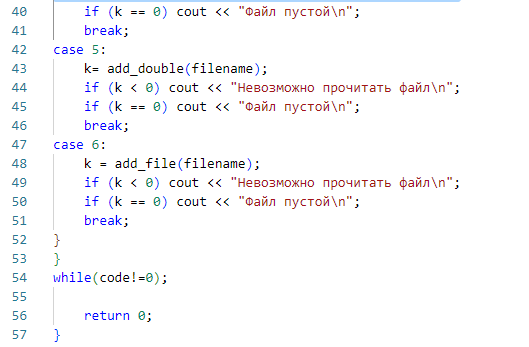 40 if (k == 0) cout << "Файл пустой\n";
41 break;
42 case 5:
43 k= add_double(filename);
44 if (k < 0) cout << "Невозможно прочитать файл\n";
45 if (k == 0) cout << "Файл пустой\n";
46 break;
47 case 6:
48 k = add_file(filename);
49 if (k < 0) cout << "Невозможно прочитать файл\n";
50 if (k == 0) cout << "Файл пустой\n";
51 break;
52 }
53 }
54 while(code!=0);
55
56 return 0;
57 }